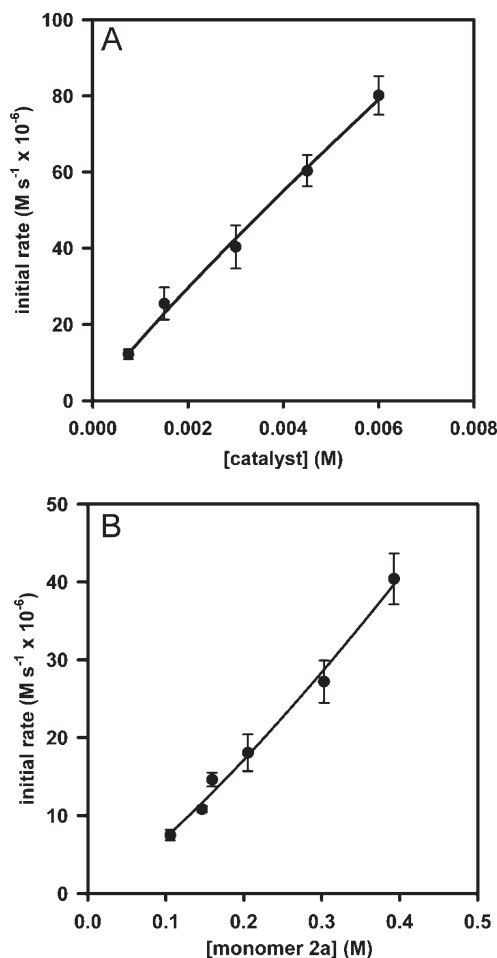 A
100
80
60
40
20
0
initial rate (M s⁻¹ x 10⁻⁶)
0.000 0.002 0.004 0.006 0.008
[catalyst] (M)
B
50
40
30
20
10
0
initial rate (M s⁻¹ x 10⁻⁶)
0.0 0.1 0.2 0.3 0.4 0.5
[monomer 2a] (M)